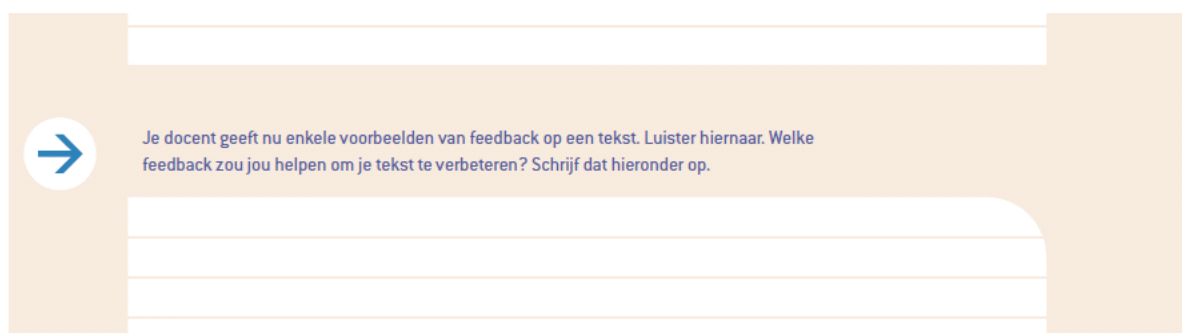 Je docent geeft nu enkele voorbeelden van feedback op een tekst. Luister hiernaar. Welke
feedback zou jou helpen om je tekst te verbeteren? Schrijf dat hieronder op.